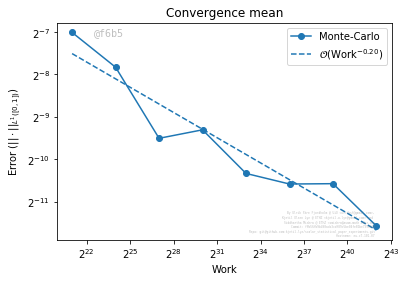 Convergence mean
@f6b5
Monte-Carlo
𝒪(Work^−0.20)
Error (||·||_L¹([0,1]))
2^−7
2^−8
2^−9
2^−10
2^−11
2^22
2^25
2^28
2^31
2^34
2^37
2^40
2^43
Work